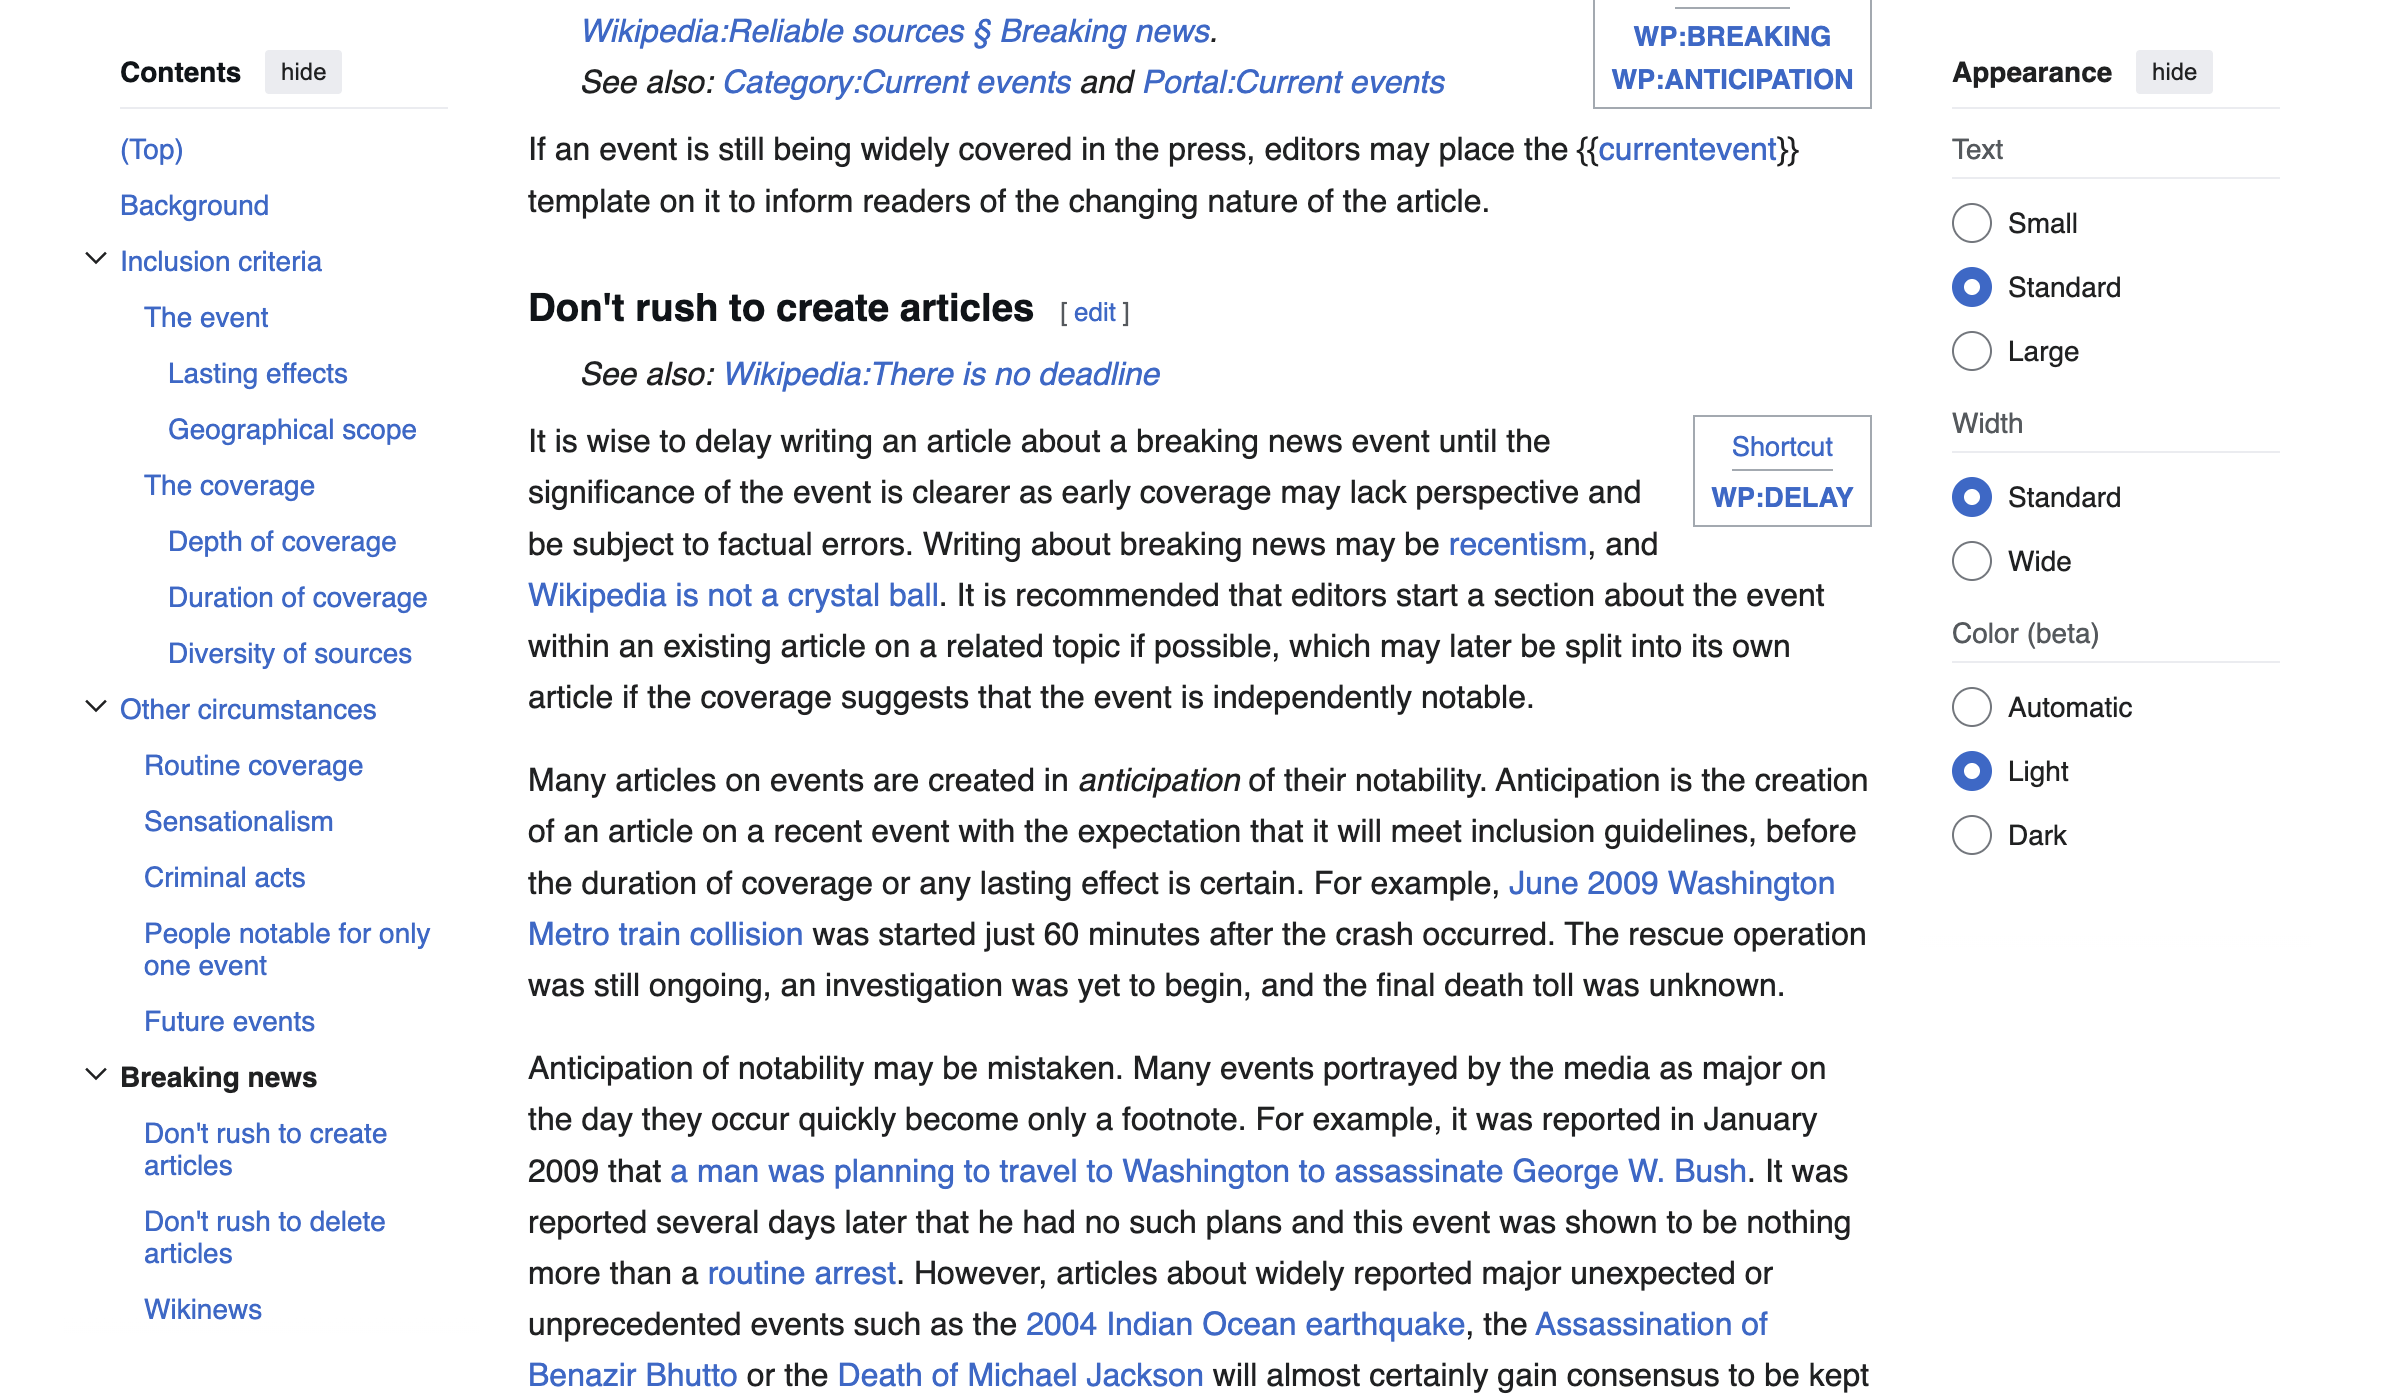 Contents hide
(Top)
Background
Inclusion criteria
The event
Lasting effects
Geographical scope
The coverage
Depth of coverage
Duration of coverage
Diversity of sources
Other circumstances
Routine coverage
Sensationalism
Criminal acts
People notable for only
one event
Future events
Breaking news
Don't rush to create
articles
Don't rush to delete
articles
Wikinews
Wikipedia:Reliable sources § Breaking news.
See also: Category:Current events and Portal:Current events
WP:BREAKING
WP:ANTICIPATION
If an event is still being widely covered in the press, editors may place the {{currentevent}}
template on it to inform readers of the changing nature of the article.
Don't rush to create articles [ edit ]
See also: Wikipedia:There is no deadline
Shortcut
WP:DELAY
It is wise to delay writing an article about a breaking news event until the
significance of the event is clearer as early coverage may lack perspective and
be subject to factual errors. Writing about breaking news may be recentism, and
Wikipedia is not a crystal ball. It is recommended that editors start a section about the event
within an existing article on a related topic if possible, which may later be split into its own
article if the coverage suggests that the event is independently notable.
Many articles on events are created in anticipation of their notability. Anticipation is the creation
of an article on a recent event with the expectation that it will meet inclusion guidelines, before
the duration of coverage or any lasting effect is certain. For example, June 2009 Washington
Metro train collision was started just 60 minutes after the crash occurred. The rescue operation
was still ongoing, an investigation was yet to begin, and the final death toll was unknown.
Anticipation of notability may be mistaken. Many events portrayed by the media as major on
the day they occur quickly become only a footnote. For example, it was reported in January
2009 that a man was planning to travel to Washington to assassinate George W. Bush. It was
reported several days later that he had no such plans and this event was shown to be nothing
more than a routine arrest. However, articles about widely reported major unexpected or
unprecedented events such as the 2004 Indian Ocean earthquake, the Assassination of
Benazir Bhutto or the Death of Michael Jackson will almost certainly gain consensus to be kept
Appearance hide
Text
Small
Standard
Large
Width
Standard
Wide
Color (beta)
Automatic
Light
Dark